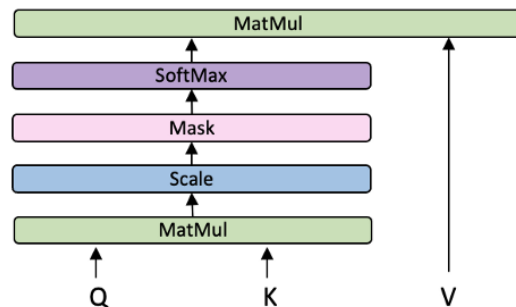 MatMul
SoftMax
Mask
Scale
MatMul
Q K V